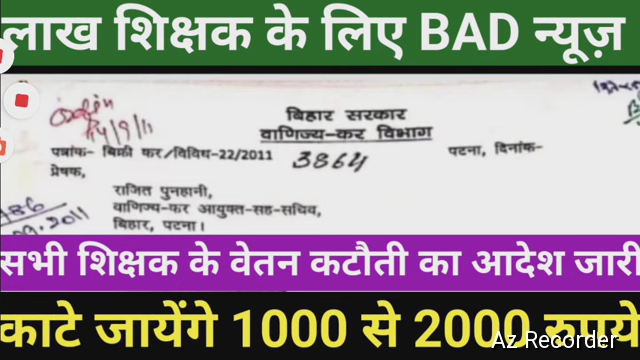 लाख शिक्षक के लिए BAD न्यूज़
बिहार सरकार
वाणिज्य-कर विभाग
पत्रांक- बिक्री कर/विविध-22/2011 3864 पटना, दिनांक-
प्रेषक,
राजित पुनहानी,
वाणिज्य-कर आयुक्त-सह-सचिव,
बिहार, पटना।
सभी शिक्षक के वेतन कटौती का आदेश जारी
काटे जायेंगे 1000 से 2000 रुपये
Az Recorder